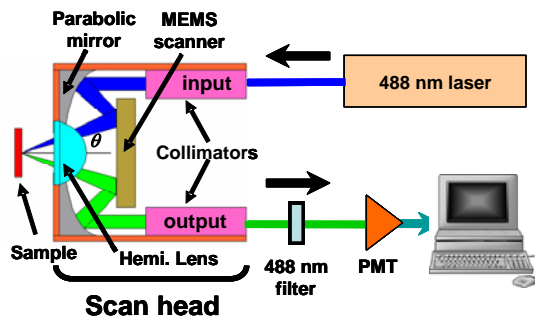 Parabolic
mirror
MEMS
scanner
input
488 nm laser
θ
Collimators
output
Sample
Hemi. Lens
488 nm
filter
PMT
Scan head